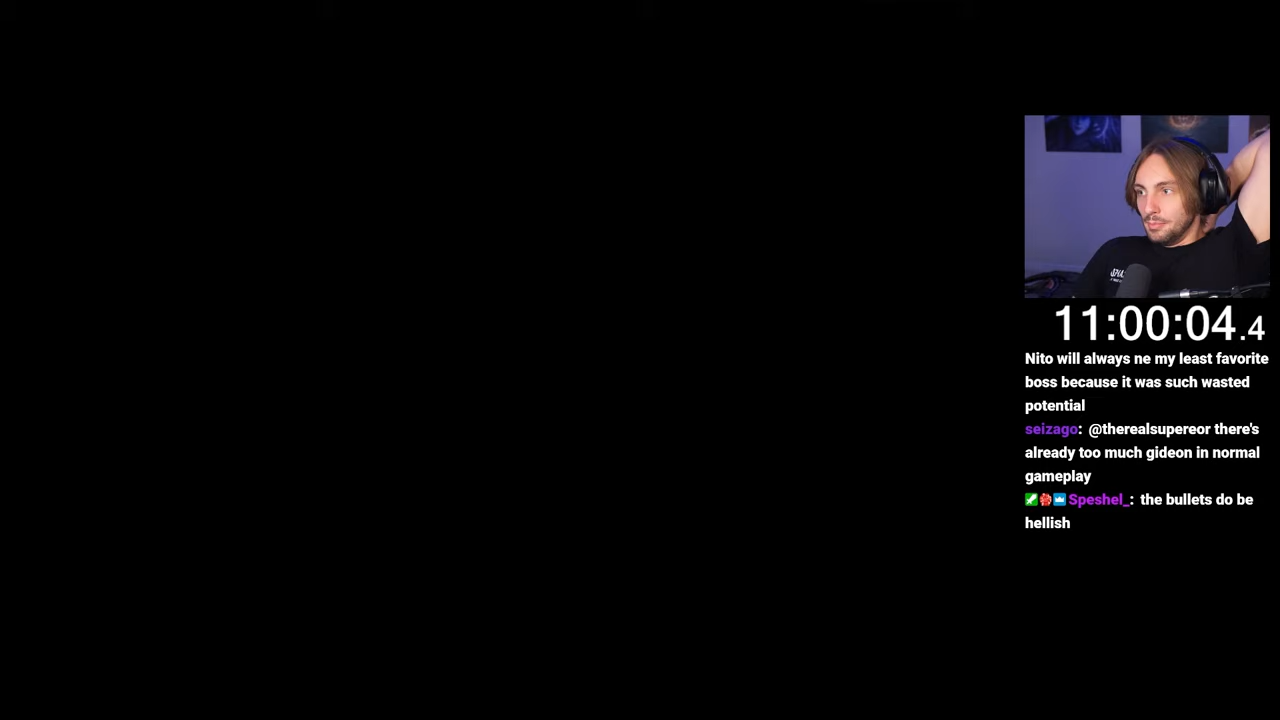 11:00:04.4
Nito will always ne my least favorite
boss because it was such wasted
potential
seizago: @therealsupereor there's
already too much gideon in normal
gameplay
Speshel_: the bullets do be
hellish